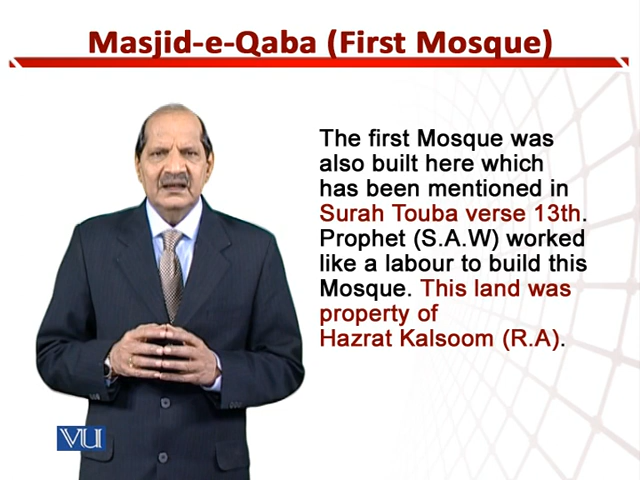 Masjid-e-Qaba (First Mosque)
The first Mosque was
also built here which
has been mentioned in
Surah Touba verse 13th.
Prophet (S.A.W) worked
like a labour to build this
Mosque. This land was
property of
Hazrat Kalsoom (R.A).
VU